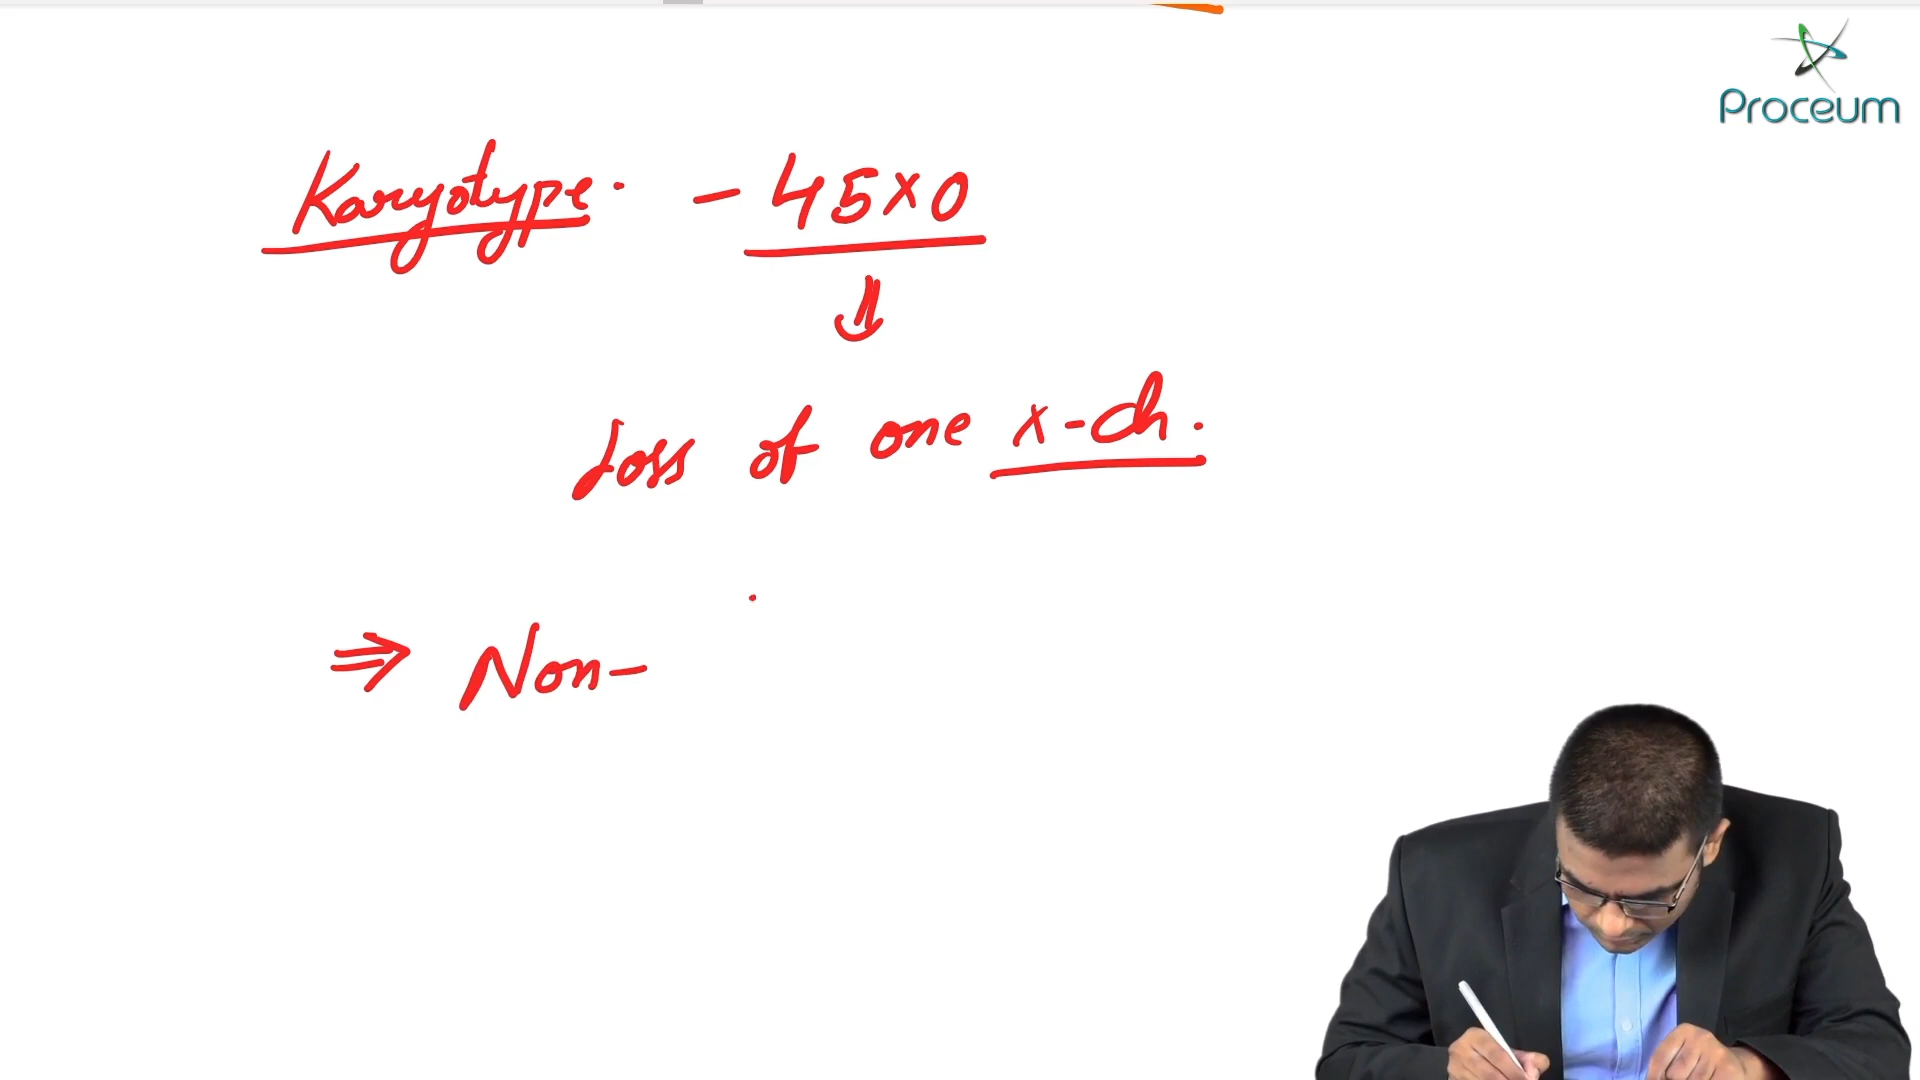 Proceum
Karyotype. - 45XO
Loss of one X-ch.
⇒ Non-